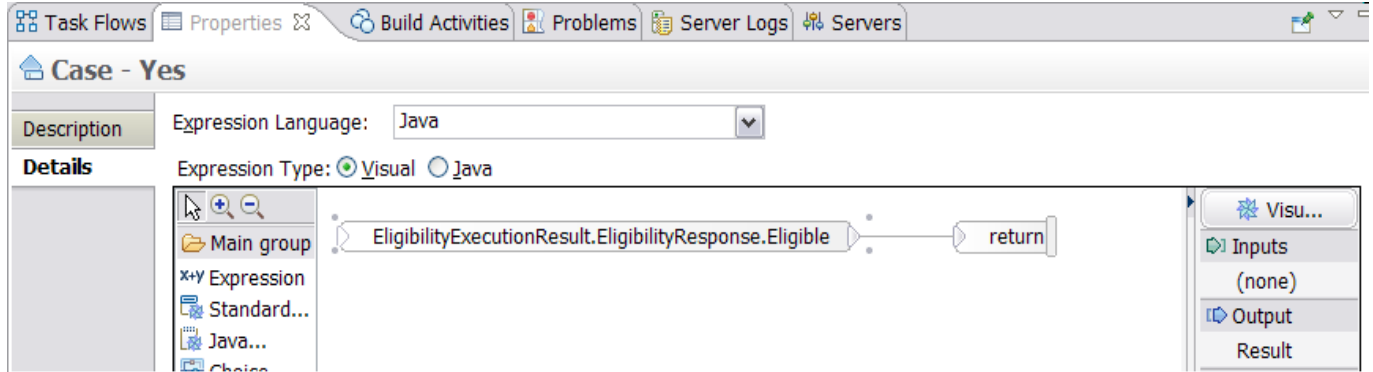 Task Flows Properties Build Activities Problems Server Logs Servers
Case - Yes
Description
Details
Expression Language: Java
Expression Type: Visual Java
Main group
x+y Expression
Standard...
Java...
Choice
EligibilityExecutionResult.EligibilityResponse.Eligible return
Visu...
Inputs
(none)
Output
Result